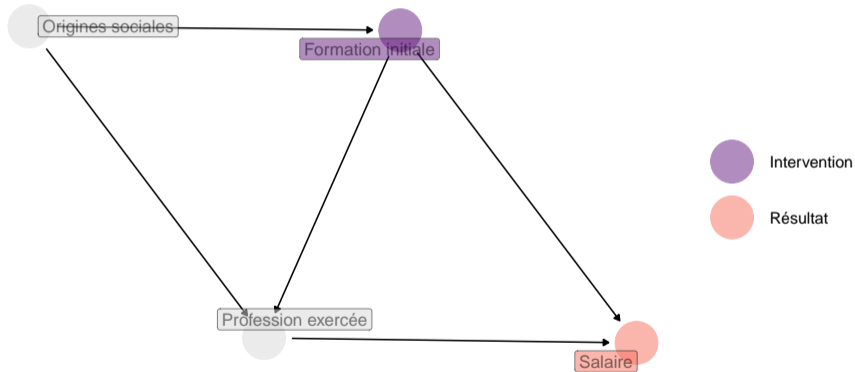 Origines sociales
Formation initiale
Intervention
Résultat
Profession exercée
Salaire